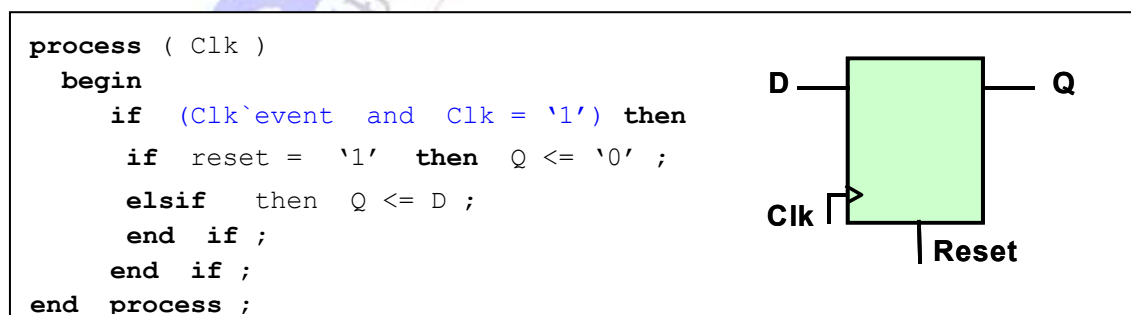 process ( Clk )
begin
if (Clk`event and Clk = ‘1’) then
if reset = ‘1’ then Q <= ‘0’ ;
elsif then Q <= D ;
end if ;
end if ;
end process ;
D
Q
Clk
Reset